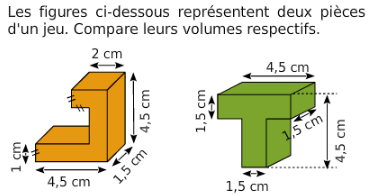 Les figures ci-dessous représentent deux pièces
d'un jeu. Compare leurs volumes respectifs.
2 cm
4,5 cm
1 cm
4,5 cm
1,5 cm
4,5 cm
1,5 cm
1,5 cm
4,5 cm
1,5 cm